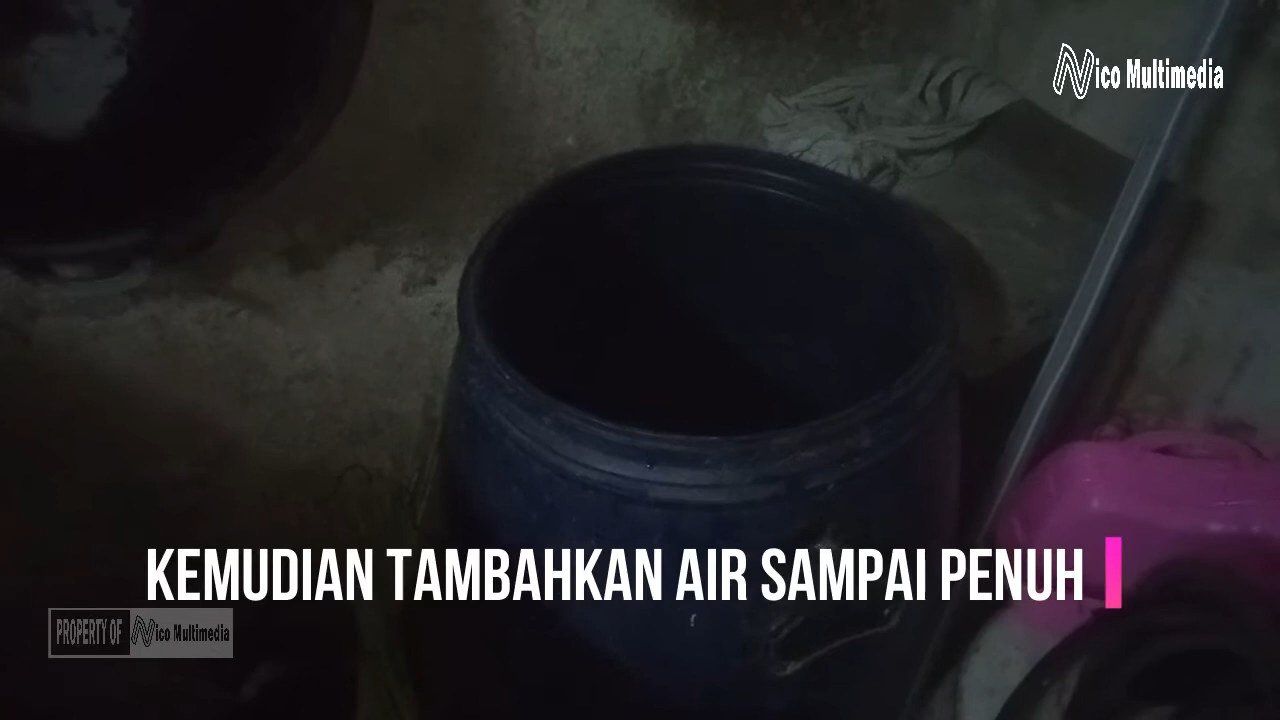 Nico Multimedia
KEMUDIAN TAMBAHKAN AIR SAMPAI PENUH
PROPERTY OF Nico Multimedia